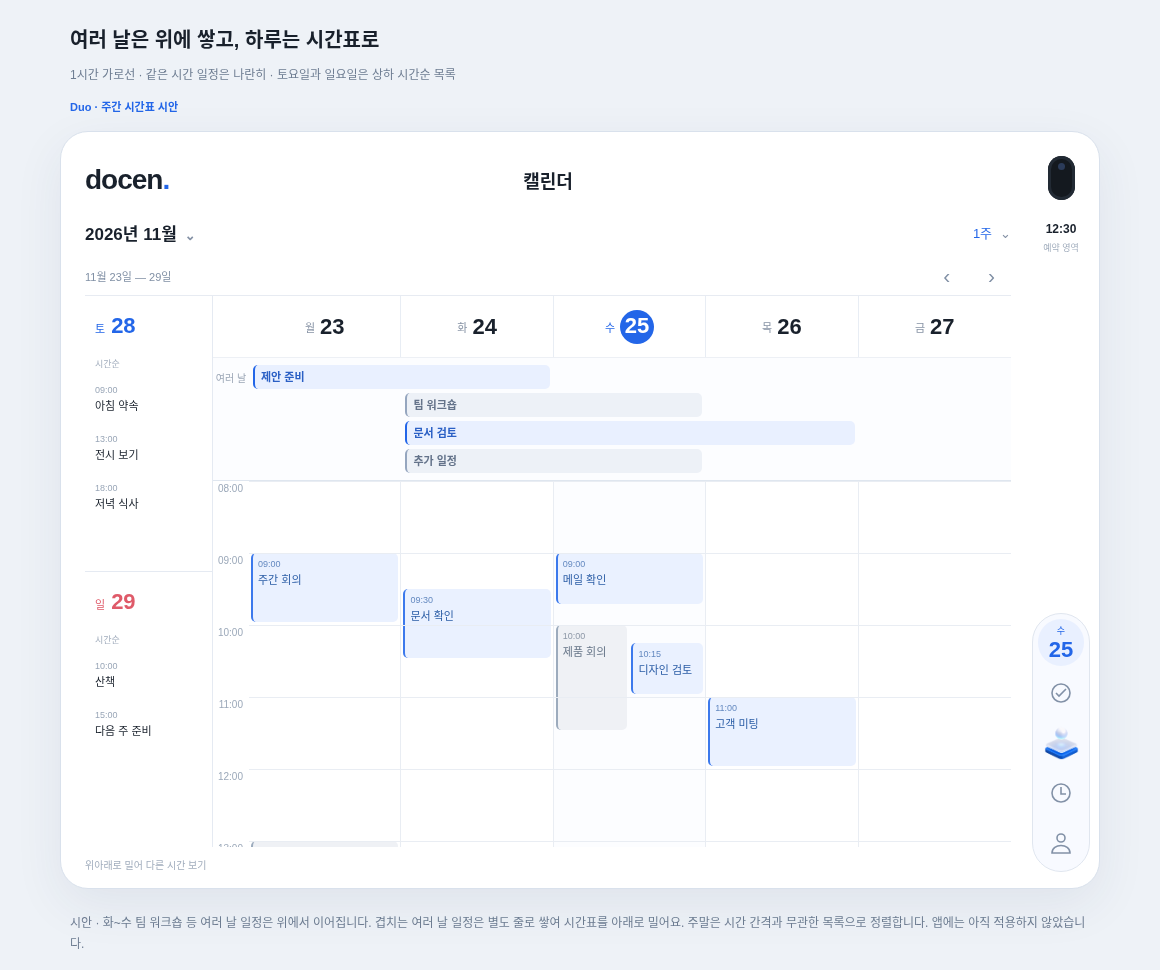 여러 날은 위에 쌓고, 하루는 시간표로
1시간 가로선 · 같은 시간 일정은 나란히 · 토요일과 일요일은 상하 시간순 목록
Duo · 주간 시간표 시안
docen.
캘린더
12:30
예약 영역
2026년 11월
1주
11월 23일 — 29일
토 28
시간순
09:00
아침 약속
13:00
전시 보기
18:00
저녁 식사
일 29
시간순
10:00
산책
15:00
다음 주 준비
월 23
화 24
수 25
목 26
금 27
여러 날
제안 준비
팀 워크숍
문서 검토
추가 일정
08:00
09:00
10:00
11:00
12:00
13:00
09:00
주간 회의
09:30
문서 확인
09:00
메일 확인
10:00
제품 회의
10:15
디자인 검토
11:00
고객 미팅
수
25
위아래로 밀어 다른 시간 보기
시안 · 화~수 팀 워크숍 등 여러 날 일정은 위에서 이어집니다. 겹치는 여러 날 일정은 별도 줄로 쌓여 시간표를 아래로 밀어요. 주말은 시간 간격과 무관한 목록으로 정렬합니다. 앱에는 아직 적용하지 않았습니
다.